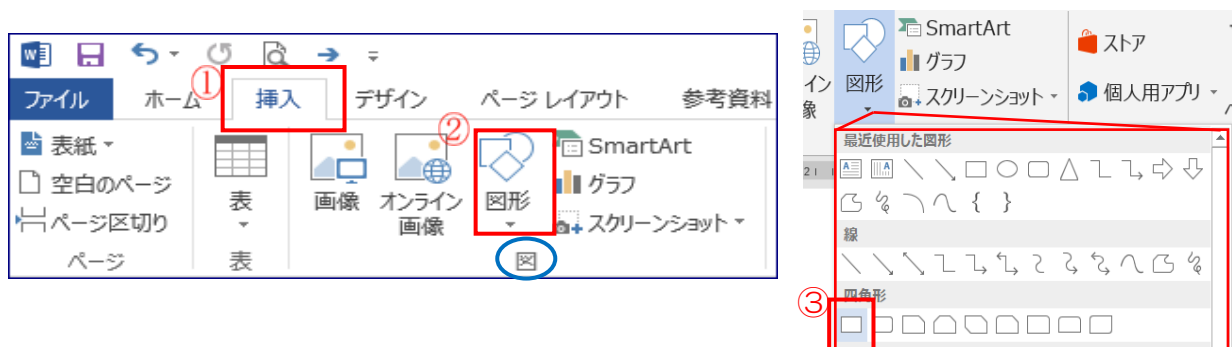 ①
ファイル ホーム 挿入 デザイン ページ レイアウト 参考資料
②
表紙
空白のページ
ページ区切り
ページ
表
表
画像
オンライン
画像
図形
SmartArt
グラフ
スクリーンショット
図
イン
像
図形
SmartArt
グラフ
スクリーンショット
ストア
個人用アプリ
最近使用した図形
線
③
四角形